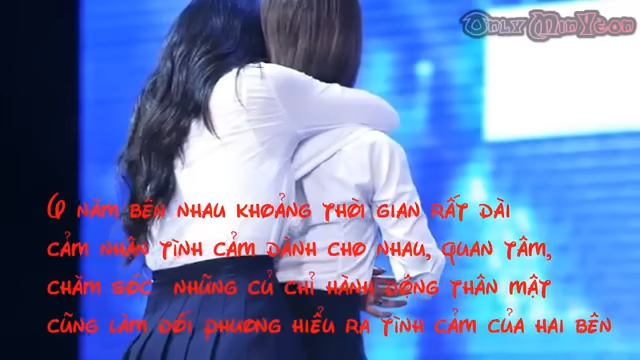 Only MinYeon
6 năm bên nhau khoảng thời gian rất dài
cảm nhận tình cảm dành cho nhau, quan tâm,
chăm sóc những củ chỉ hành động thân mật
cũng làm đối phương hiểu ra tình cảm của hai bên